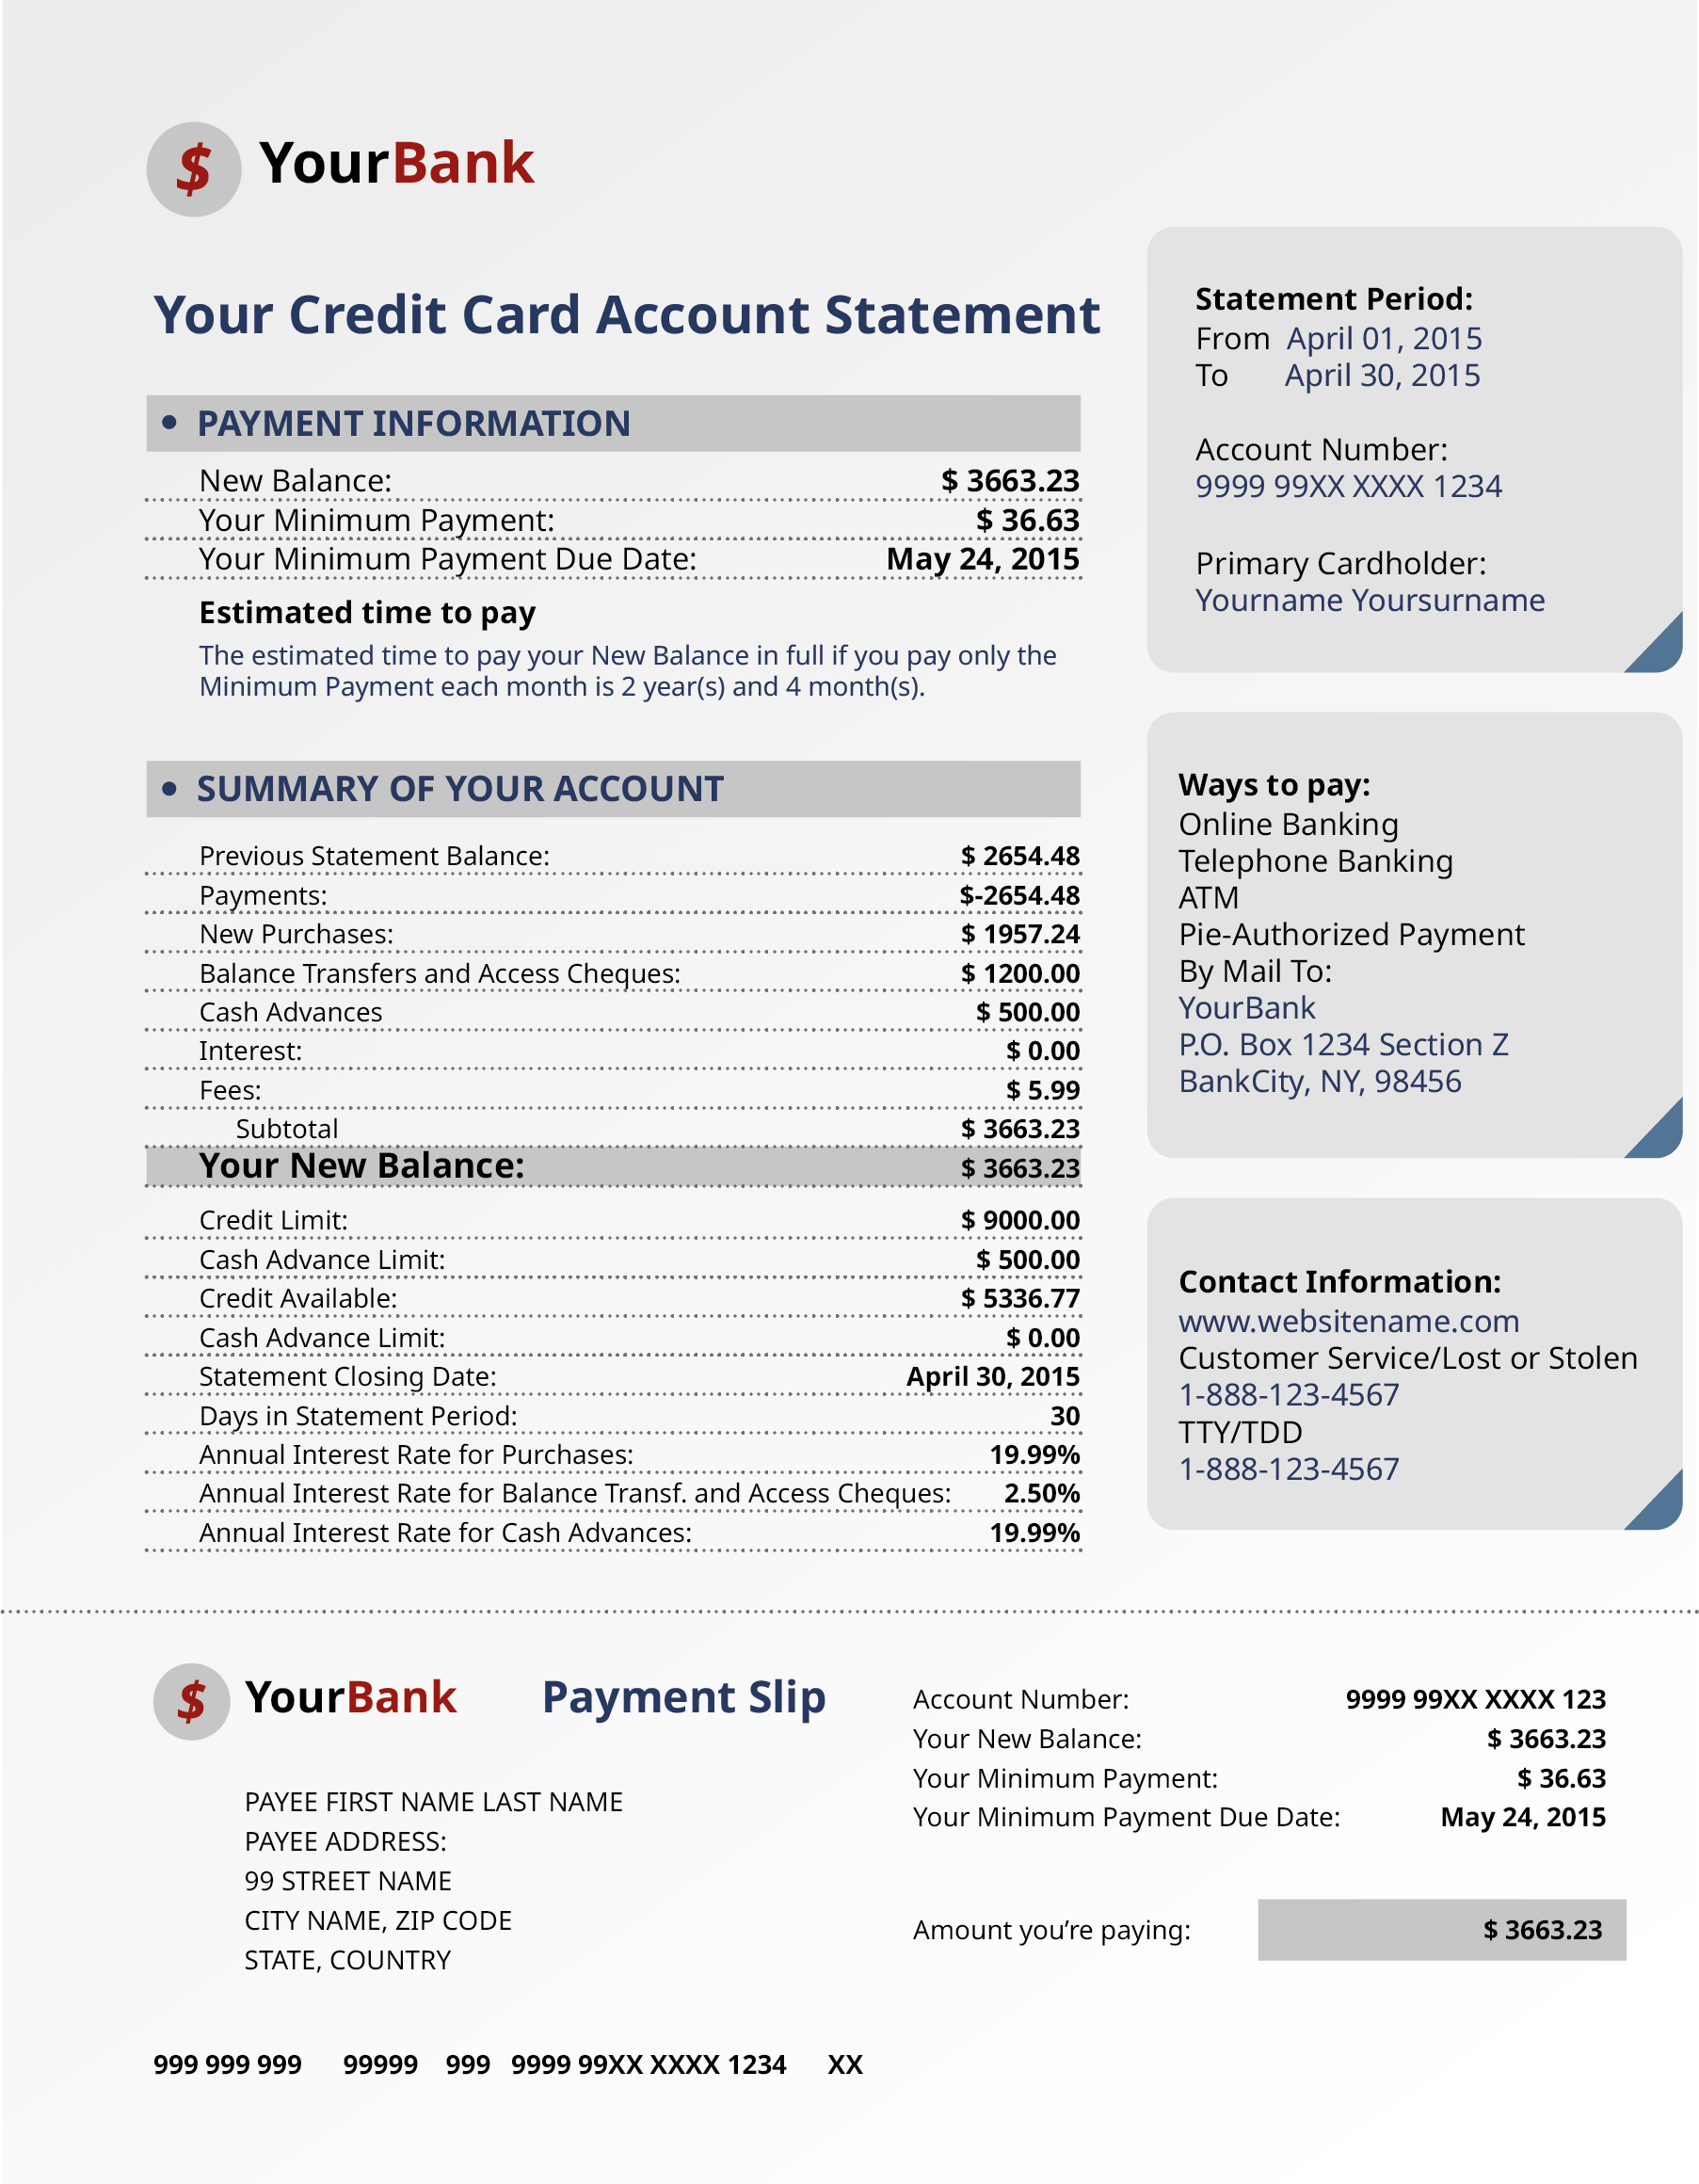 $ YourBank
Your Credit Card Account Statement
• PAYMENT INFORMATION
New Balance: $ 3663.23
Your Minimum Payment: $ 36.63
Your Minimum Payment Due Date: May 24, 2015
Estimated time to pay
The estimated time to pay your New Balance in full if you pay only the
Minimum Payment each month is 2 year(s) and 4 month(s).
• SUMMARY OF YOUR ACCOUNT
Previous Statement Balance: $ 2654.48
Payments: $-2654.48
New Purchases: $ 1957.24
Balance Transfers and Access Cheques: $ 1200.00
Cash Advances $ 500.00
Interest: $ 0.00
Fees: $ 5.99
Subtotal $ 3663.23
Your New Balance: $ 3663.23
Credit Limit: $ 9000.00
Cash Advance Limit: $ 500.00
Credit Available: $ 5336.77
Cash Advance Limit: $ 0.00
Statement Closing Date: April 30, 2015
Days in Statement Period: 30
Annual Interest Rate for Purchases: 19.99%
Annual Interest Rate for Balance Transf. and Access Cheques: 2.50%
Annual Interest Rate for Cash Advances: 19.99%
Statement Period:
From April 01, 2015
To April 30, 2015
Account Number:
9999 99XX XXXX 1234
Primary Cardholder:
Yourname Yoursurname
Ways to pay:
Online Banking
Telephone Banking
ATM
Pie-Authorized Payment
By Mail To:
YourBank
P.O. Box 1234 Section Z
BankCity, NY, 98456
Contact Information:
www.websitename.com
Customer Service/Lost or Stolen
1-888-123-4567
TTY/TDD
1-888-123-4567
$ YourBank Payment Slip
PAYEE FIRST NAME LAST NAME
PAYEE ADDRESS:
99 STREET NAME
CITY NAME, ZIP CODE
STATE, COUNTRY
Account Number: 9999 99XX XXXX 123
Your New Balance: $ 3663.23
Your Minimum Payment: $ 36.63
Your Minimum Payment Due Date: May 24, 2015
Amount you’re paying: $ 3663.23
999 999 999 99999 999 9999 99XX XXXX 1234 XX